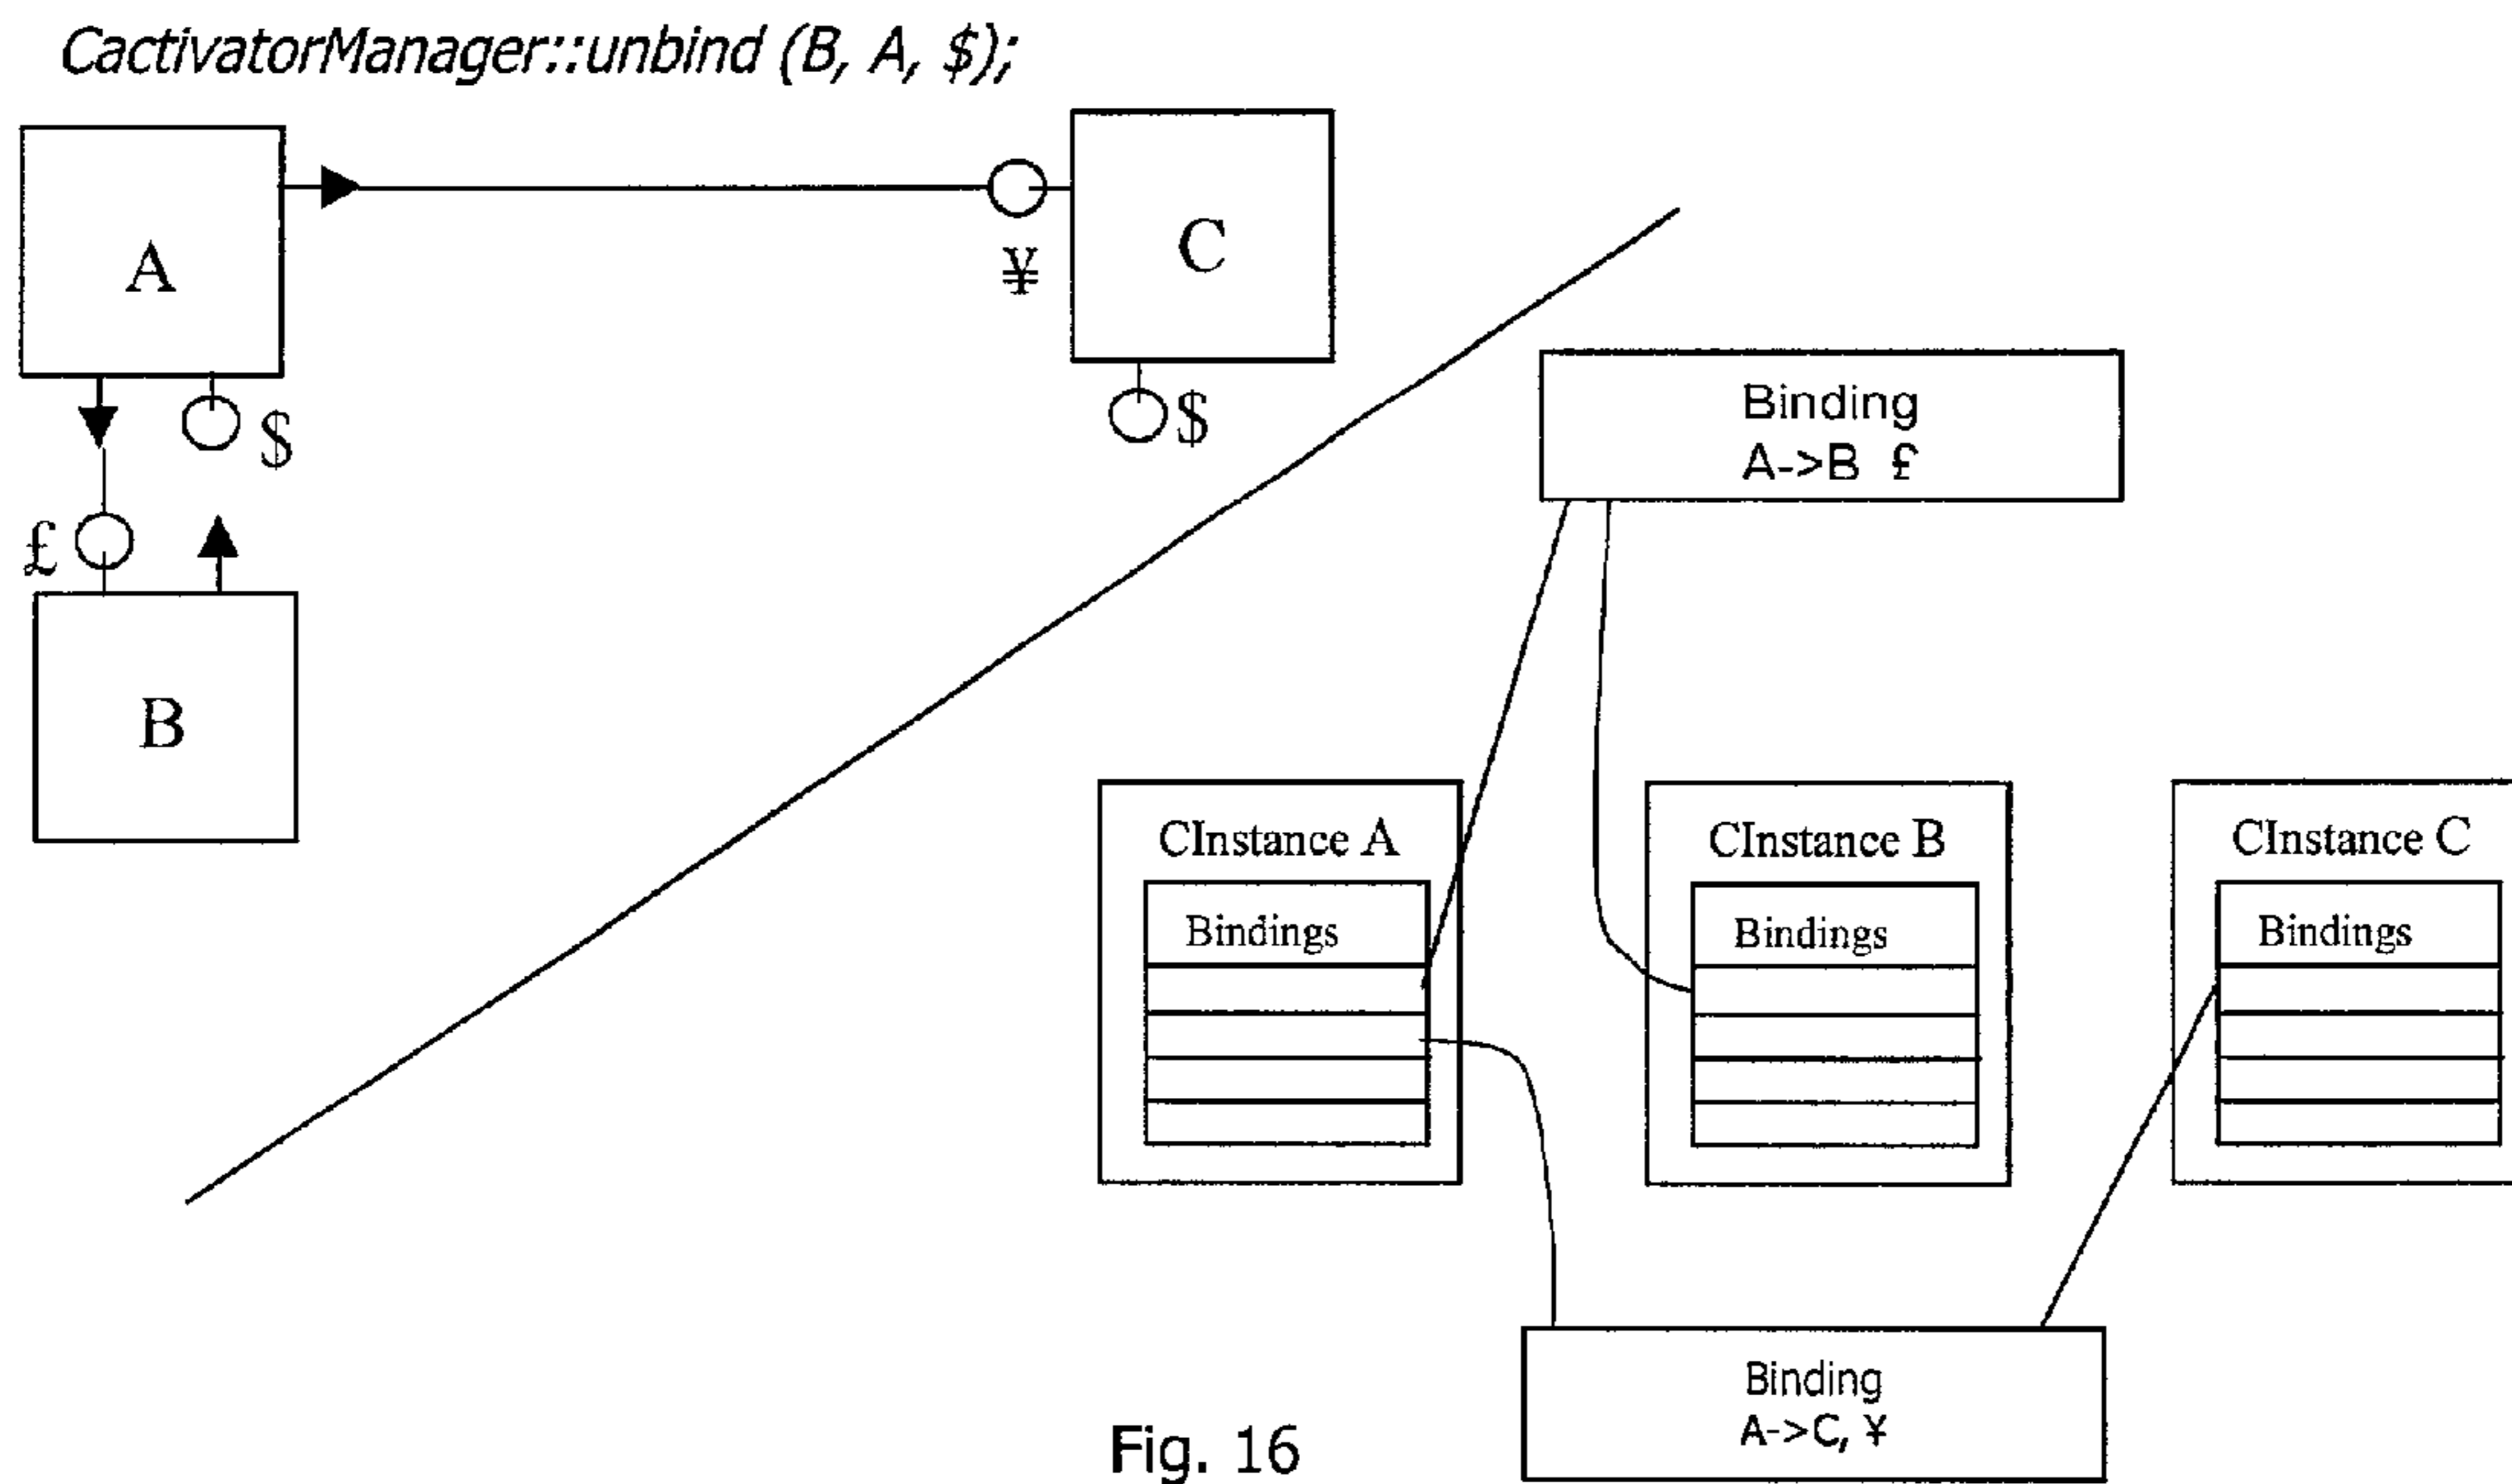 CactivatorManager::unbind (B, A, $);
A
¥
C
$
$
£
B
Binding
A->B £
CInstance A
Bindings
CInstance B
Bindings
CInstance C
Bindings
Binding
A->C, ¥
Fig. 16